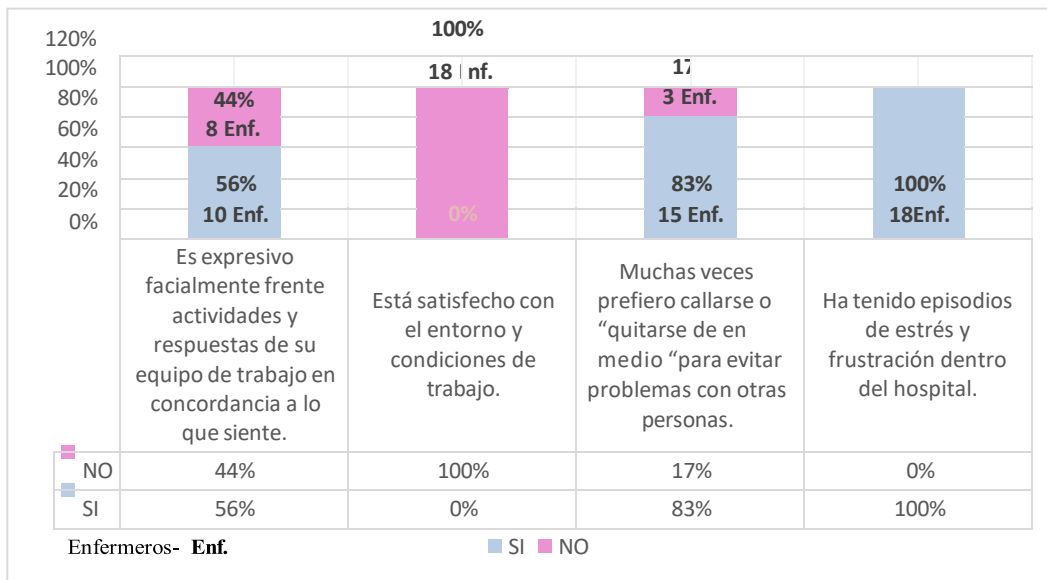 120%
100%
80%
60%
40%
20%
0%
44%
8 Enf.
56%
10 Enf.
100%
18 nf.
0%
17
3 Enf.
83%
15 Enf.
100%
18Enf.
Es expresivo
facialmente frente
actividades y
respuestas de su
equipo de trabajo en
concordancia a lo
que siente.
Está satisfecho con
el entorno y
condiciones de
trabajo.
Muchas veces
prefiero callarse o
“quitarse de en
medio “para evitar
problemas con otras
personas.
Ha tenido episodios
de estrés y
frustración dentro
del hospital.
NO 44% 100% 17% 0%
SI 56% 0% 83% 100%
Enfermeros- Enf.
SI NO